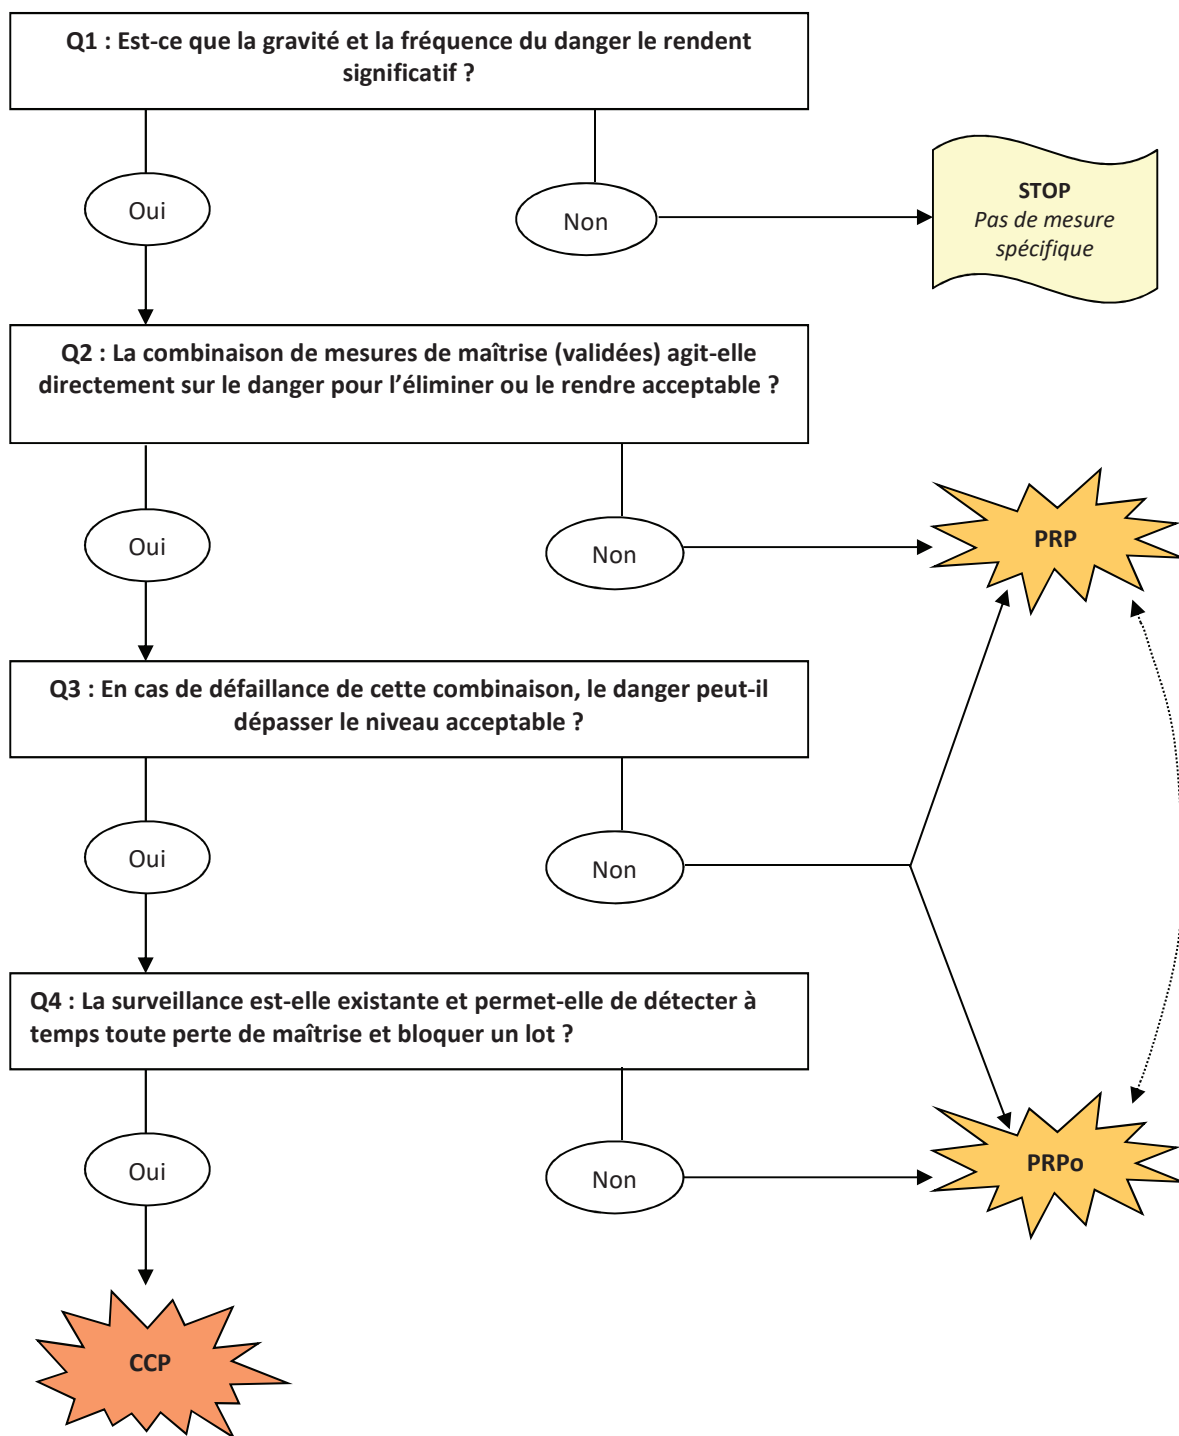 Q1 : Est-ce que la gravité et la fréquence du danger le rendent
significatif ?
Oui
Non
STOP
Pas de mesure
spécifique
Q2 : La combinaison de mesures de maîtrise (validées) agit-elle
directement sur le danger pour l’éliminer ou le rendre acceptable ?
Oui
Non
PRP
Q3 : En cas de défaillance de cette combinaison, le danger peut-il
dépasser le niveau acceptable ?
Oui
Non
Q4 : La surveillance est-elle existante et permet-elle de détecter à
temps toute perte de maîtrise et bloquer un lot ?
Oui
Non
PRPo
CCP